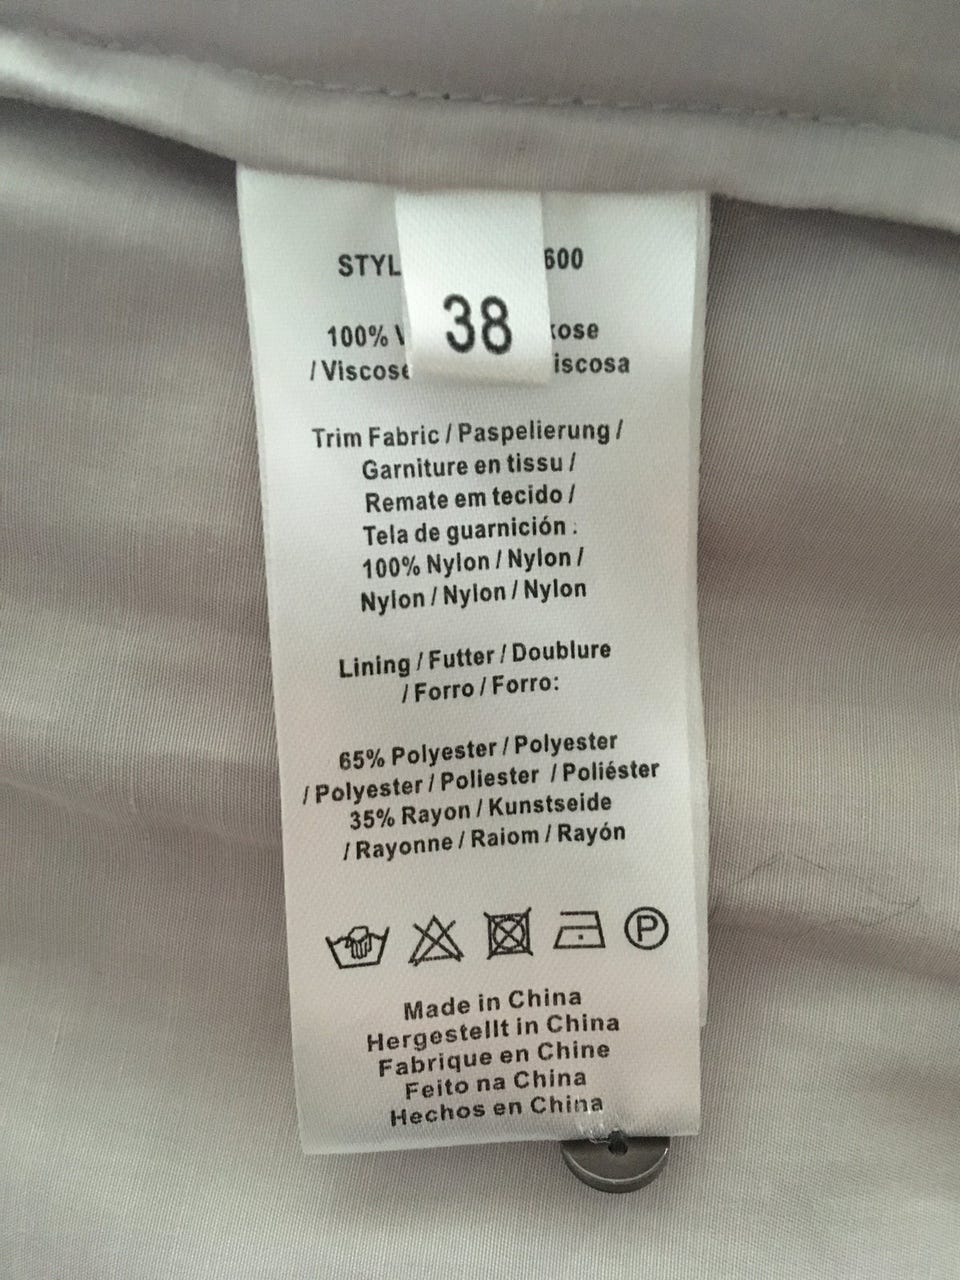 STYL 600
38
100% V kose
/ Viscose iscosa
Trim Fabric / Paspelierung /
Garniture en tissu /
Remate em tecido /
Tela de guarnición :
100% Nylon / Nylon /
Nylon / Nylon / Nylon
Lining / Futter / Doublure
/ Forro / Forro:
65% Polyester / Polyester
/ Polyester / Poliester / Poliéster
35% Rayon / Kunstseide
/ Rayonne / Raiom / Rayón
P
Made in China
Hergestellt in China
Fabrique en Chine
Feito na China
Hechos en China